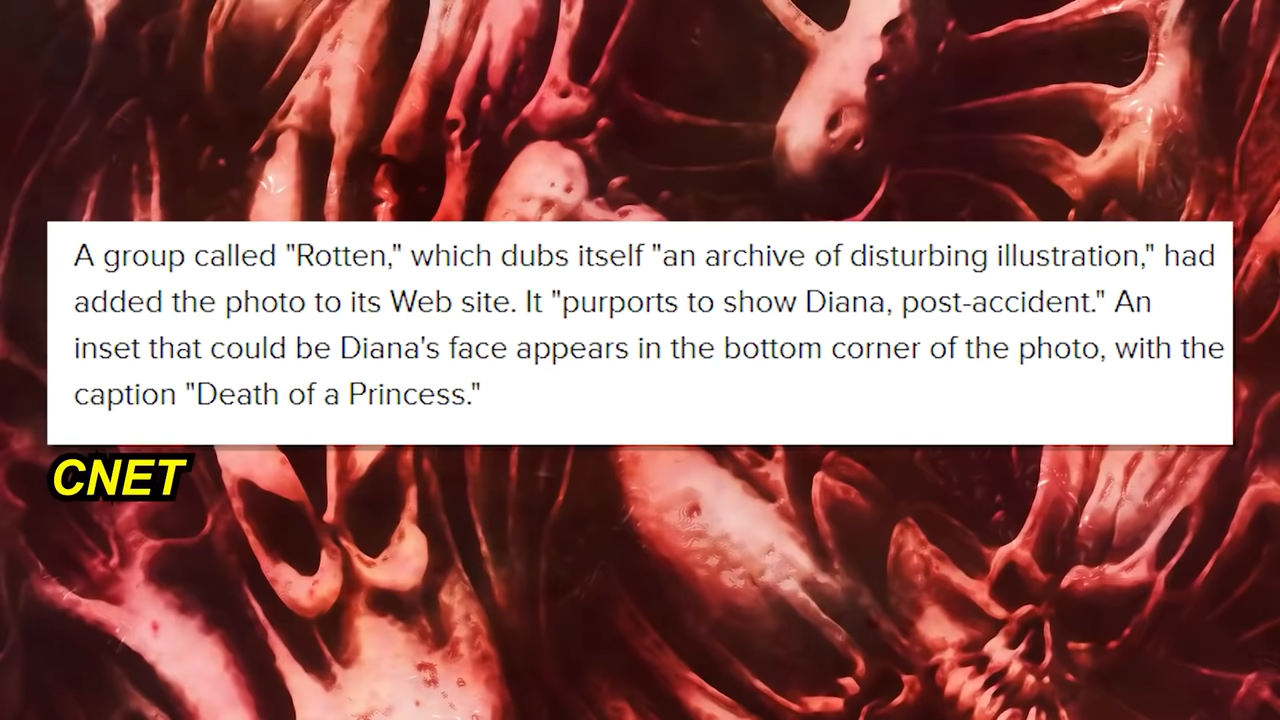 A group called "Rotten," which dubs itself "an archive of disturbing illustration," had
added the photo to its Web site. It "purports to show Diana, post-accident." An
inset that could be Diana's face appears in the bottom corner of the photo, with the
caption "Death of a Princess."
CNET